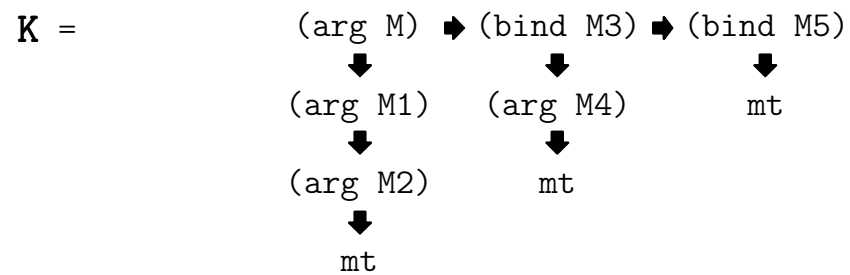 K = (arg M) ➡ (bind M3) ➡ (bind M5)
⬇ ⬇ ⬇
(arg M1) (arg M4) mt
⬇ ⬇
(arg M2) mt
⬇
mt